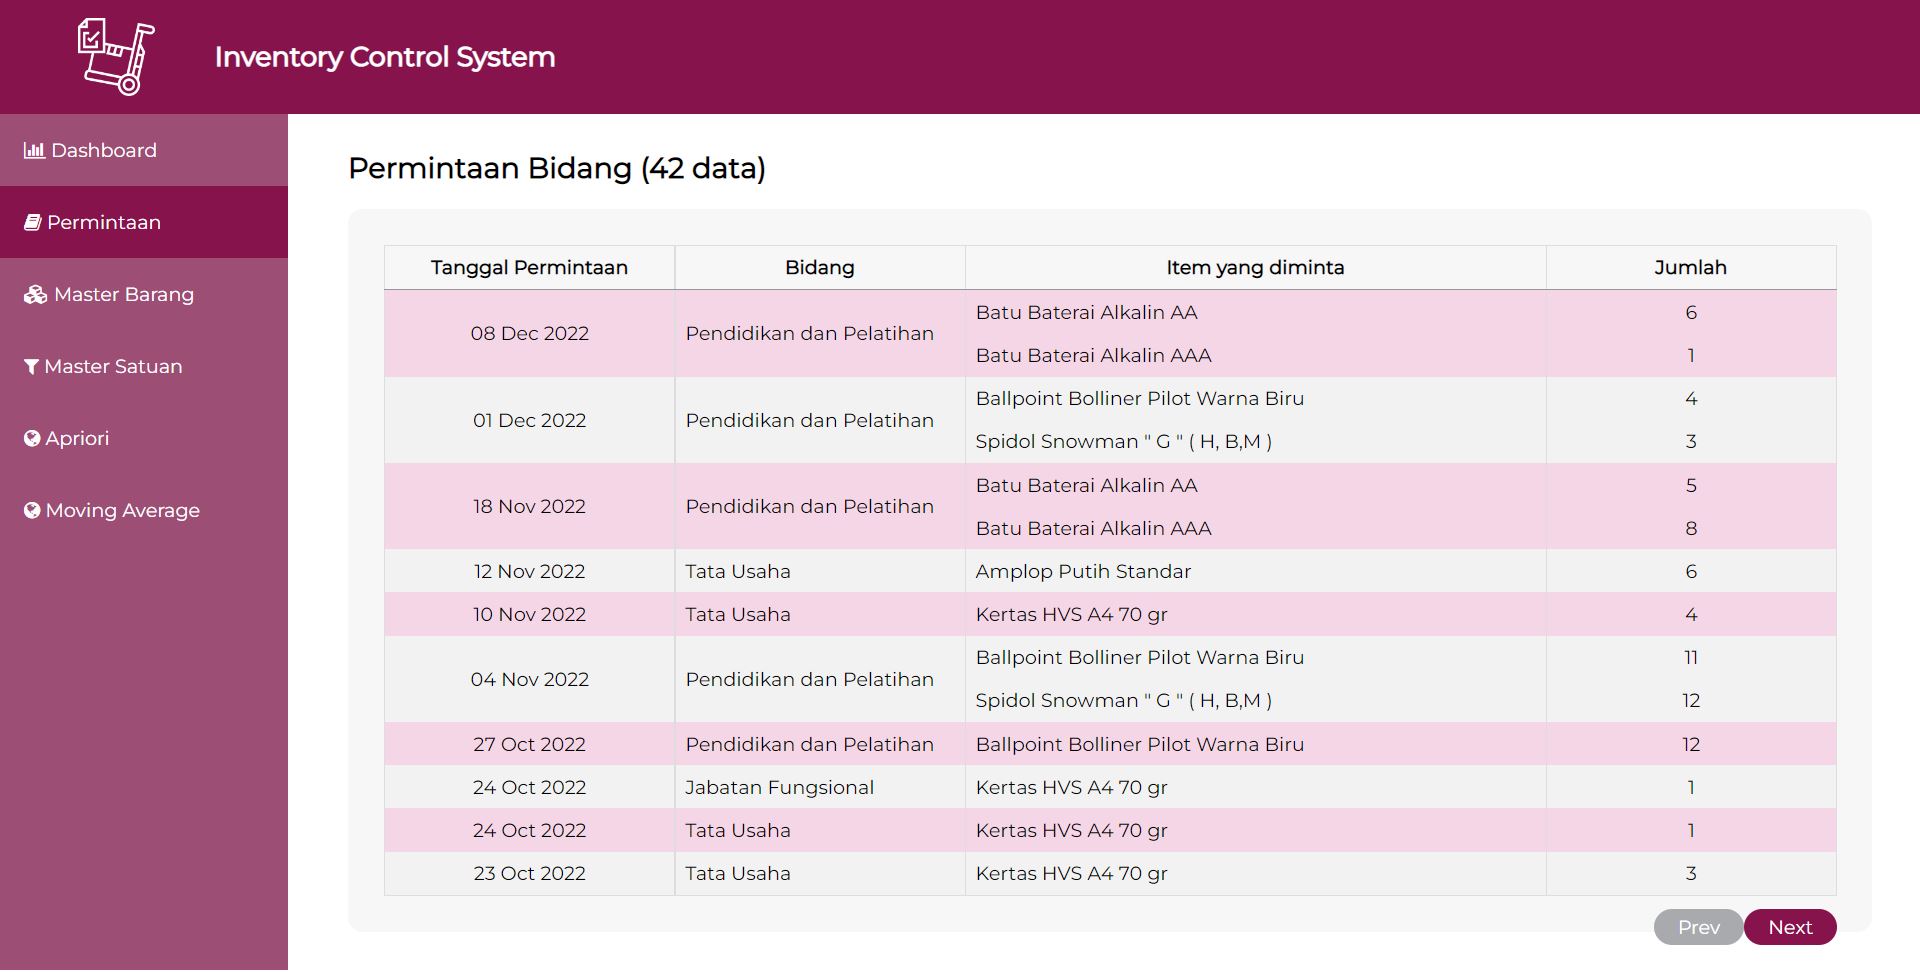 Inventory Control System
Dashboard
Permintaan
Master Barang
Master Satuan
Apriori
Moving Average
Permintaan Bidang (42 data)
Tanggal Permintaan Bidang Item yang diminta Jumlah
08 Dec 2022 Pendidikan dan Pelatihan Batu Baterai Alkalin AA 6
Batu Baterai Alkalin AAA 1
01 Dec 2022 Pendidikan dan Pelatihan Ballpoint Bolliner Pilot Warna Biru 4
Spidol Snowman " G " ( H, B,M ) 3
18 Nov 2022 Pendidikan dan Pelatihan Batu Baterai Alkalin AA 5
Batu Baterai Alkalin AAA 8
12 Nov 2022 Tata Usaha Amplop Putih Standar 6
10 Nov 2022 Tata Usaha Kertas HVS A4 70 gr 4
04 Nov 2022 Pendidikan dan Pelatihan Ballpoint Bolliner Pilot Warna Biru 11
Spidol Snowman " G " ( H, B,M ) 12
27 Oct 2022 Pendidikan dan Pelatihan Ballpoint Bolliner Pilot Warna Biru 12
24 Oct 2022 Jabatan Fungsional Kertas HVS A4 70 gr 1
24 Oct 2022 Tata Usaha Kertas HVS A4 70 gr 1
23 Oct 2022 Tata Usaha Kertas HVS A4 70 gr 3
Prev Next